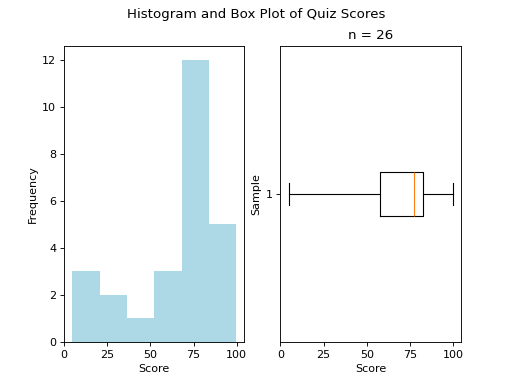 Histogram and Box Plot of Quiz Scores
n = 26
12
10
8
6
4
2
0
Frequency
0 25 50 75 100
Score
Sample
1
0 25 50 75 100
Score